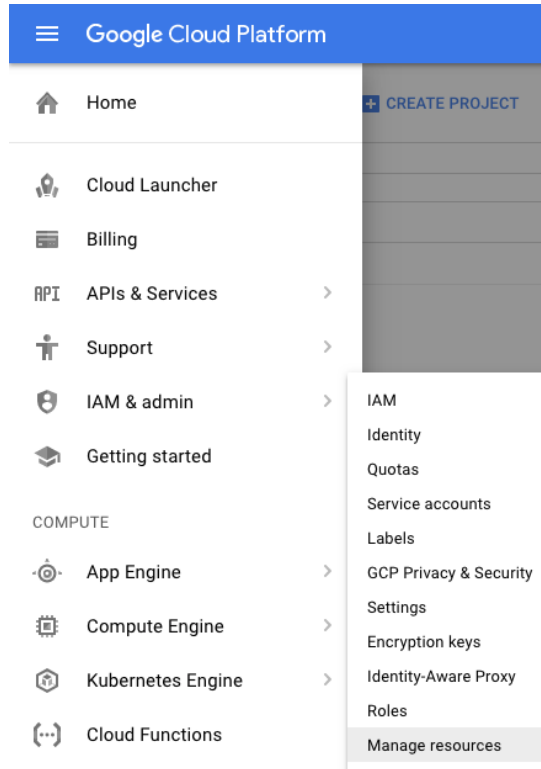 Google Cloud Platform
Home
CREATE PROJECT
Cloud Launcher
Billing
API APIs & Services
Support
IAM & admin
Getting started
COMPUTE
App Engine
Compute Engine
Kubernetes Engine
Cloud Functions
IAM
Identity
Quotas
Service accounts
Labels
GCP Privacy & Security
Settings
Encryption keys
Identity-Aware Proxy
Roles
Manage resources